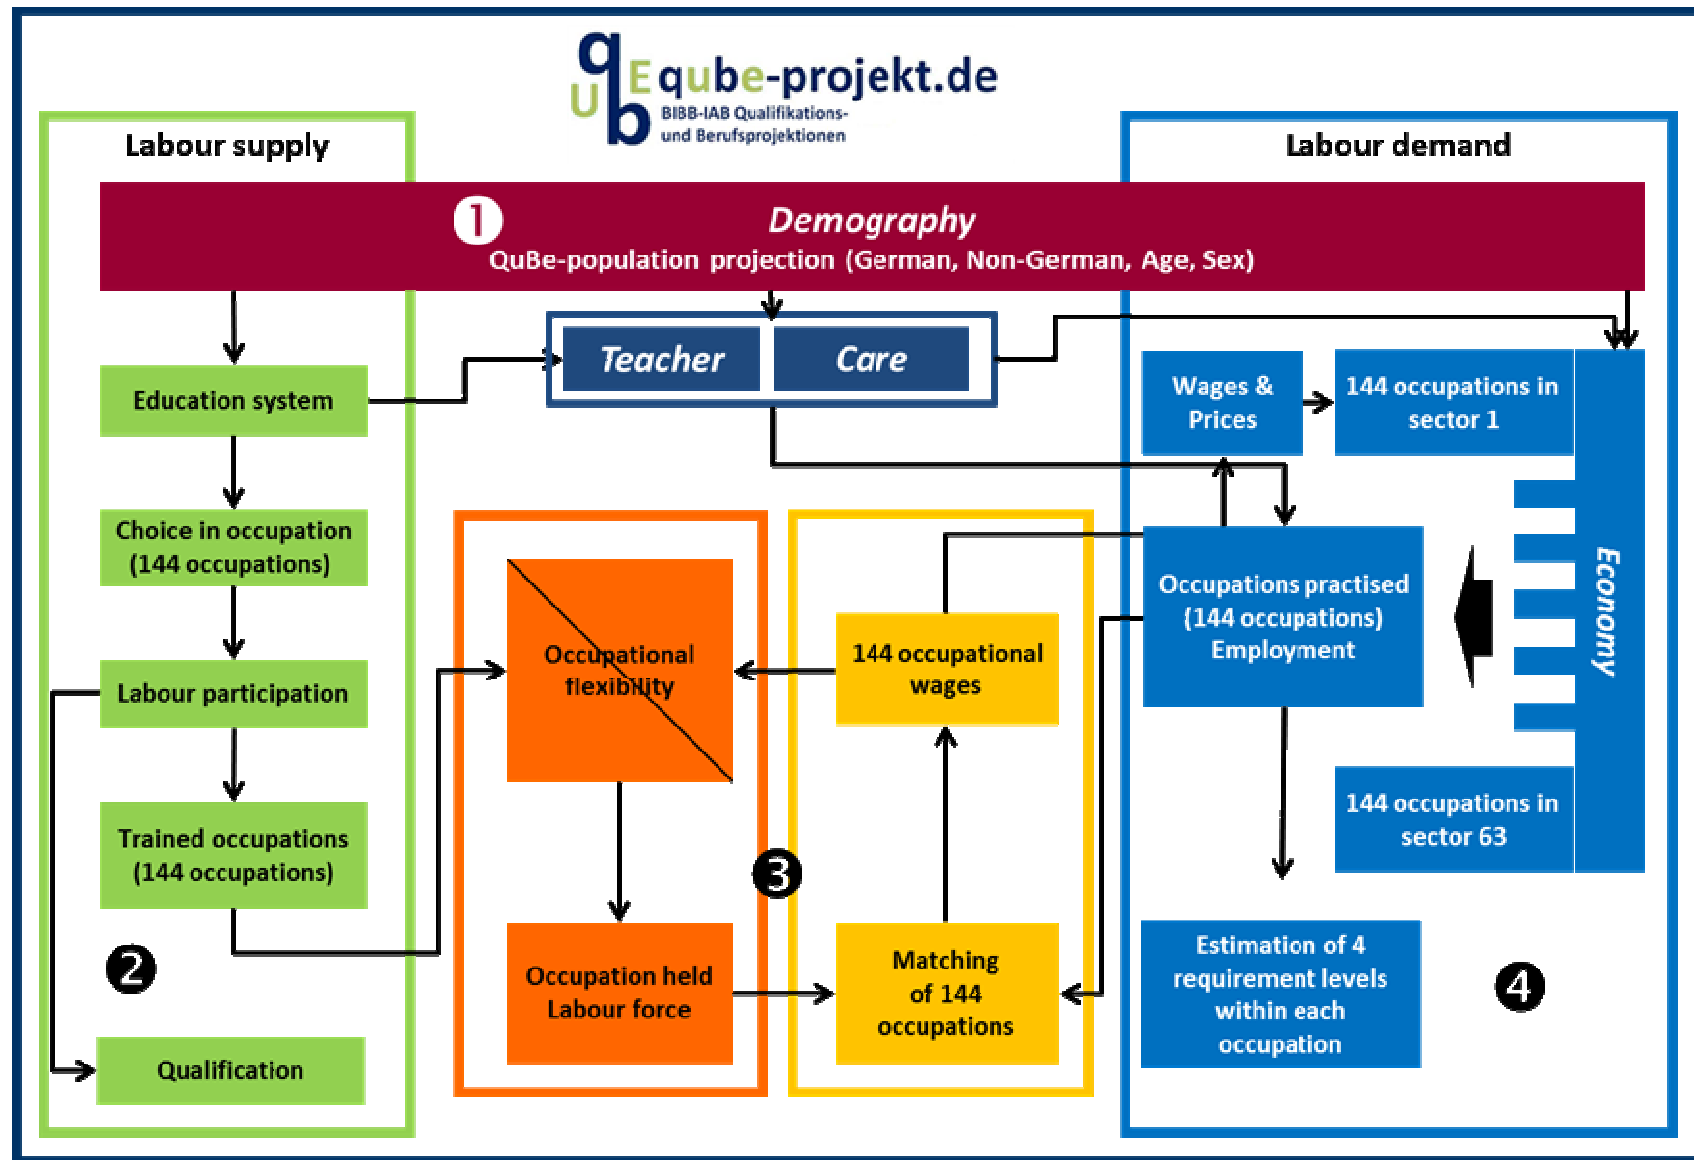 qUEb qube-projekt.de
BIBB-IAB Qualifikations-
und Berufsprojektionen
Labour supply
Labour demand
1
Demography
QuBe-population projection (German, Non-German, Age, Sex)
Teacher
Care
Education system
Wages &
Prices
144 occupations in
sector 1
Choice in occupation
(144 occupations)
Labour participation
Trained occupations
(144 occupations)
2
Qualification
Occupational
flexibility
Occupation held
Labour force
3
144 occupational
wages
Matching
of 144
occupations
Occupations practised
(144 occupations)
Employment
Economy
144 occupations in
sector 63
Estimation of 4
requirement levels
within each
occupation
4